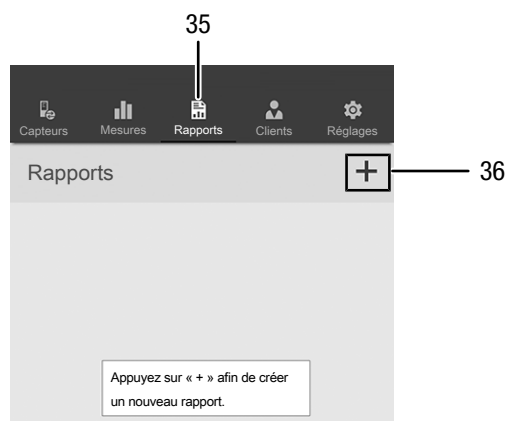 35
Capteurs Mesures Rapports Clients Réglages
Rapports +
36
Appuyez sur « + » afin de créer
un nouveau rapport.